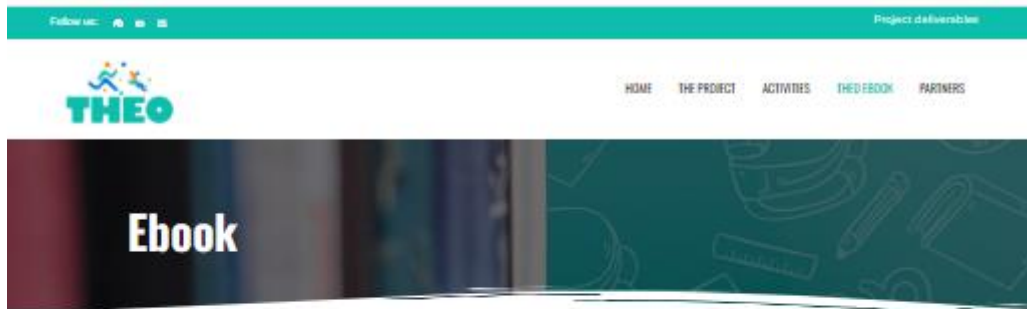 Follow us:
Project deliverables
THEO
HOME THE PROJECT ACTIVITIES THEO EBOOK PARTNERS
Ebook